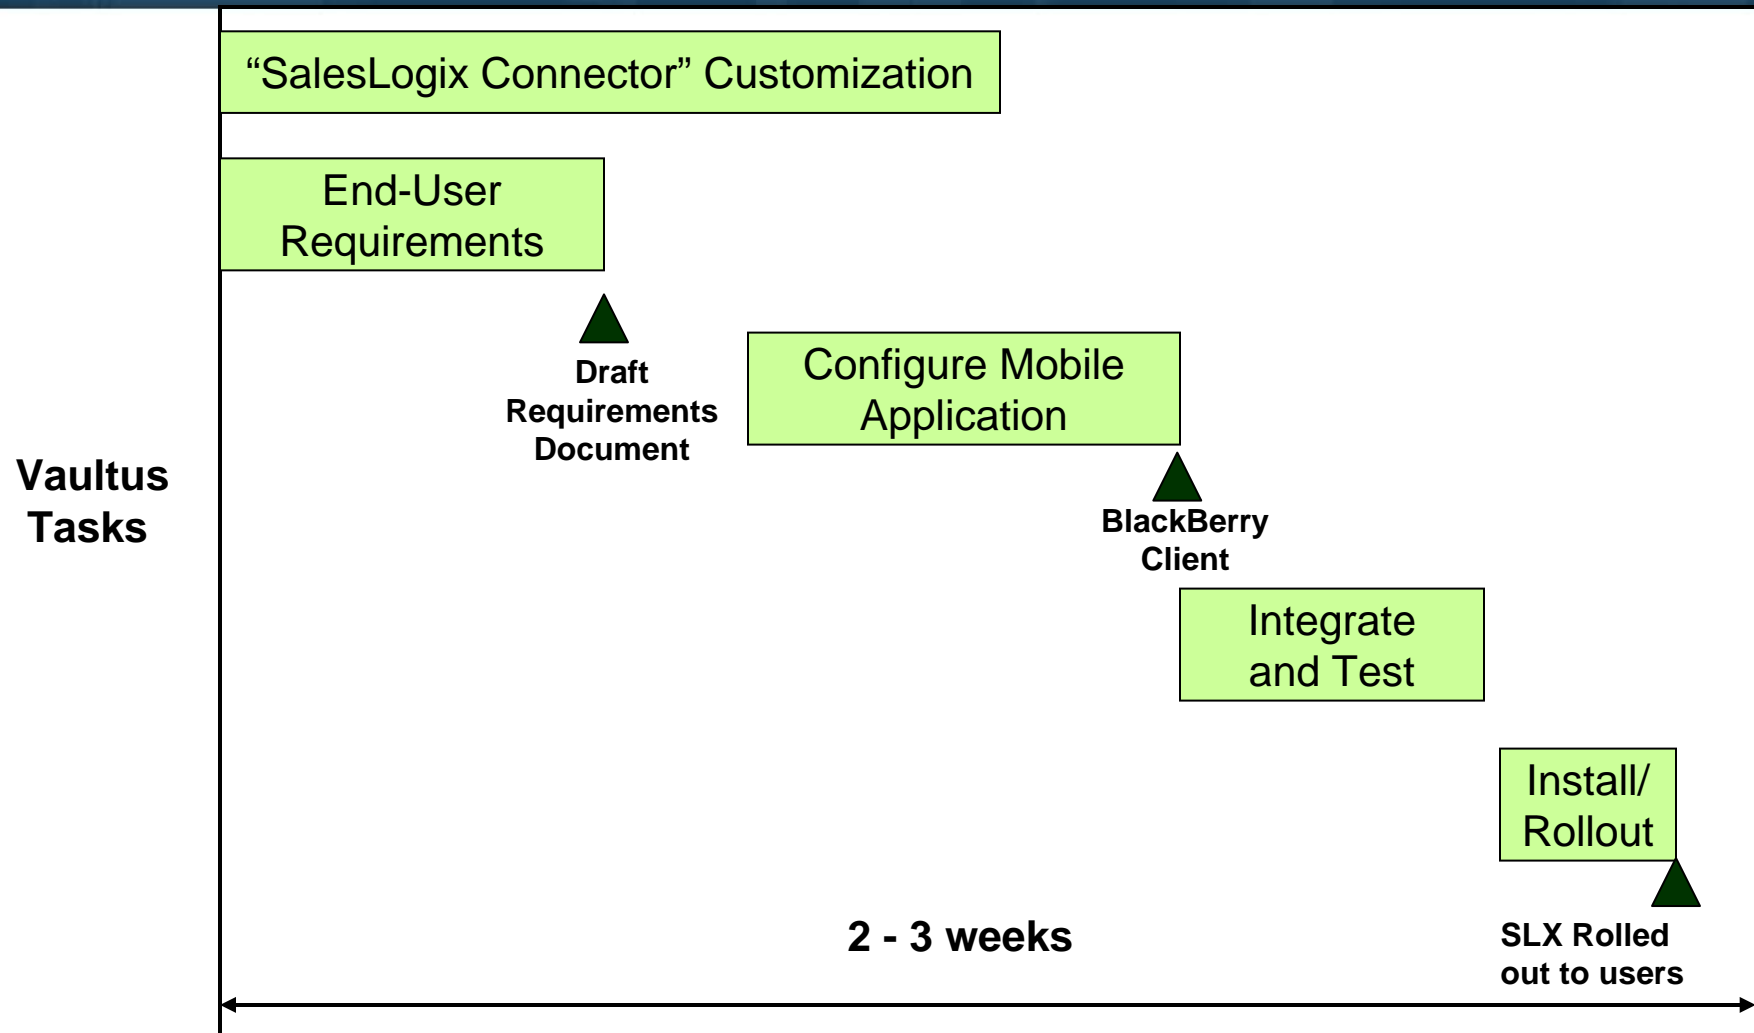 “SalesLogix Connector” Customization
End-User
Requirements
Draft
Requirements
Document
Configure Mobile
Application
Vaultus
Tasks
BlackBerry
Client
Integrate
and Test
Install/
Rollout
2 - 3 weeks
SLX Rolled
out to users